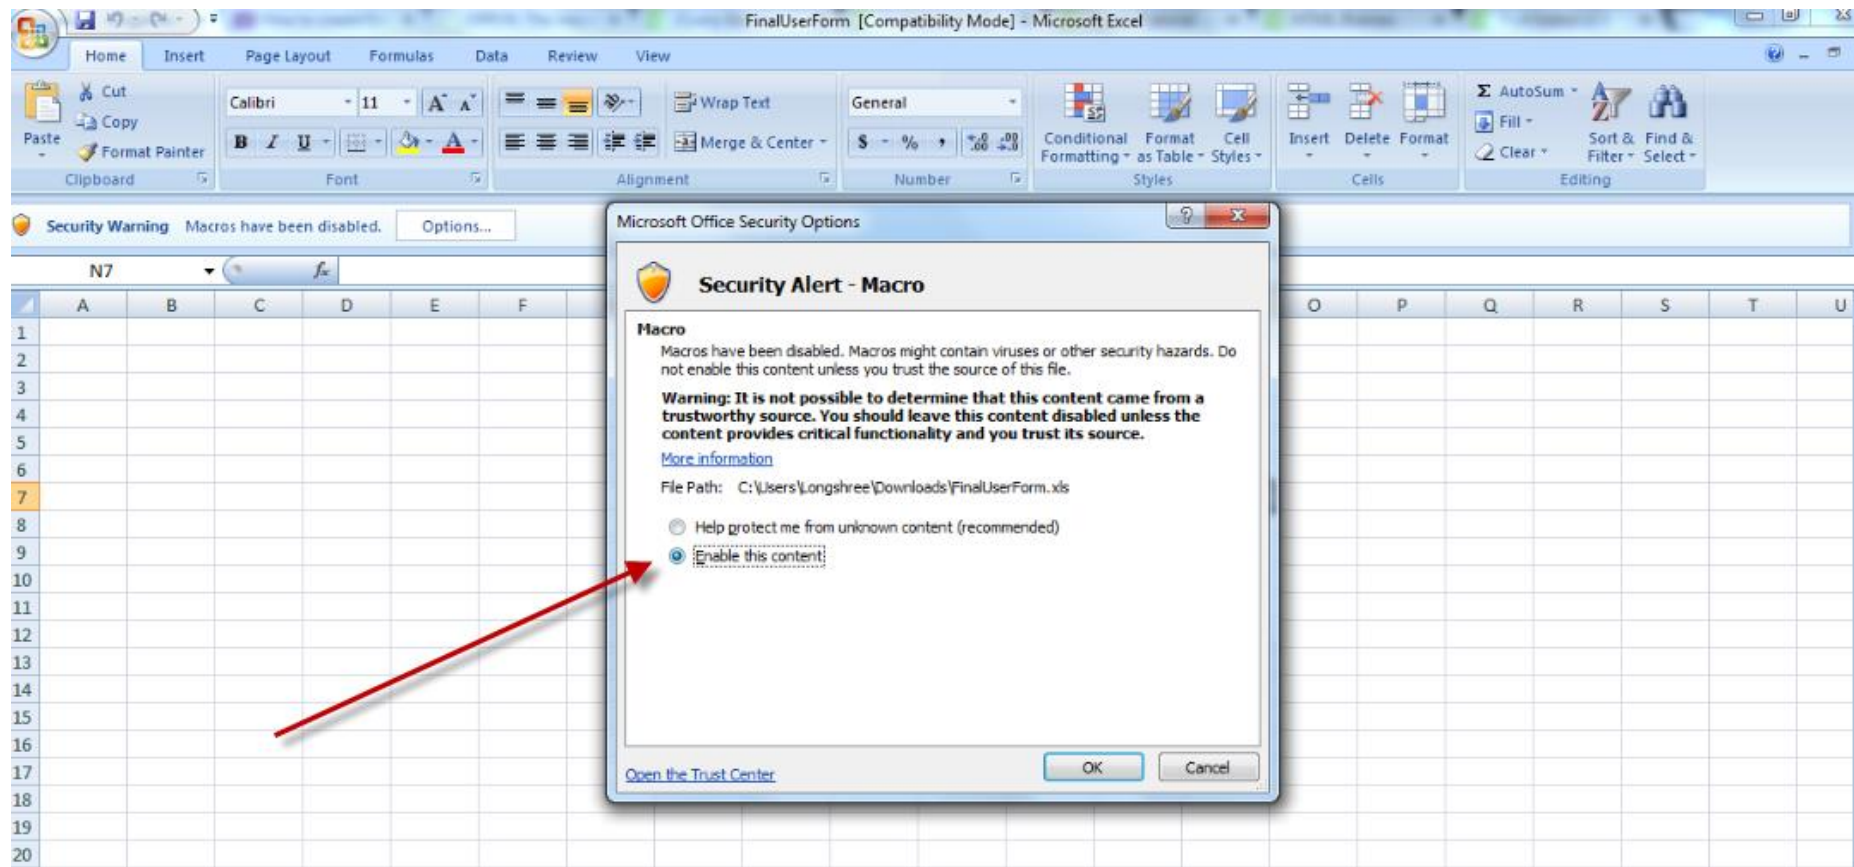 FinalUserForm [Compatibility Mode] - Microsoft Excel
Home Insert Page Layout Formulas Data Review View
Cut
Copy
Format Painter
Paste
Clipboard
Calibri 11 A A
B I U A
Font
Wrap Text
Merge & Center
Alignment
General
$ % ,
Number
Conditional Formatting
Format as Table
Cell Styles
Styles
Insert Delete Format
Cells
Σ AutoSum
Fill
Clear
Sort & Filter
Find & Select
Editing
Security Warning Macros have been disabled. Options...
N7 fx
A B C D E F O P Q R S T U
1
2
3
4
5
6
7
8
9
10
11
12
13
14
15
16
17
18
19
20
Microsoft Office Security Options
Security Alert - Macro
Macro
Macros have been disabled. Macros might contain viruses or other security hazards. Do
not enable this content unless you trust the source of this file.
Warning: It is not possible to determine that this content came from a
trustworthy source. You should leave this content disabled unless the
content provides critical functionality and you trust its source.
More information
File Path: C:\Users\Longshree\Downloads\FinalUserForm.xls
Help protect me from unknown content (recommended)
Enable this content
Open the Trust Center
OK Cancel